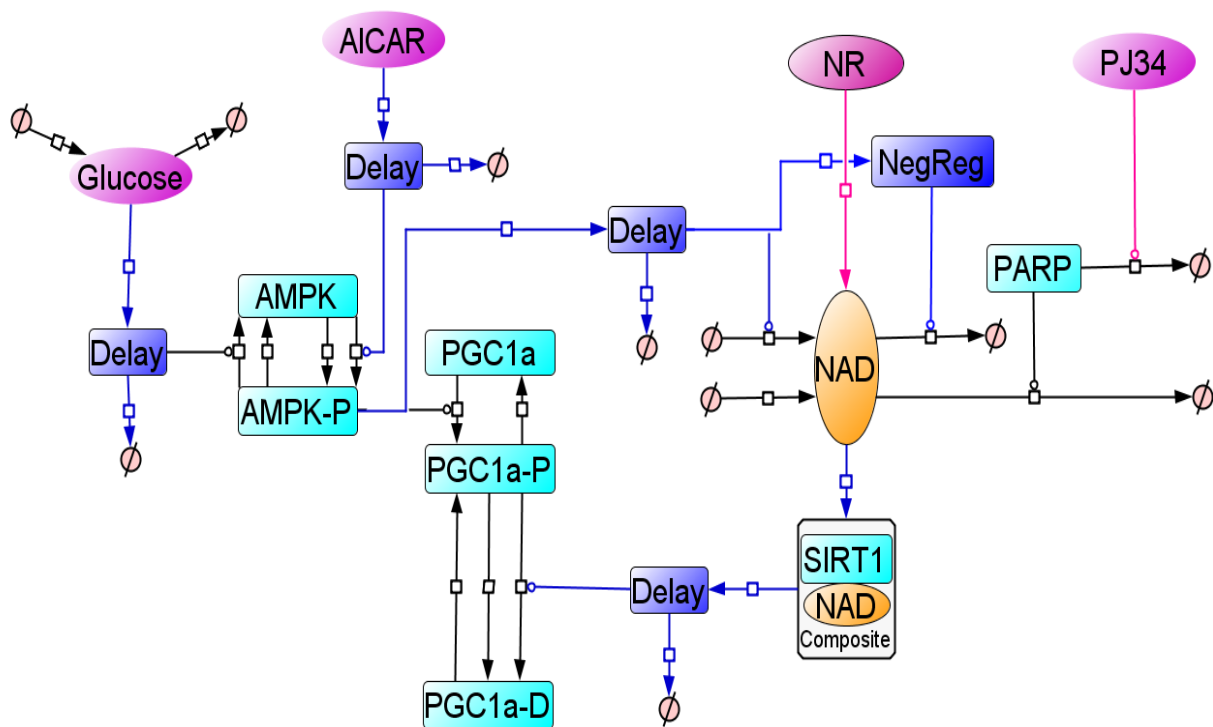 AICAR
NR
PJ34
Glucose
Delay
NegReg
Delay
PARP
AMPK
Delay
PGC1a
NAD
AMPK-P
PGC1a-P
SIRT1
NAD
Composite
Delay
PGC1a-D